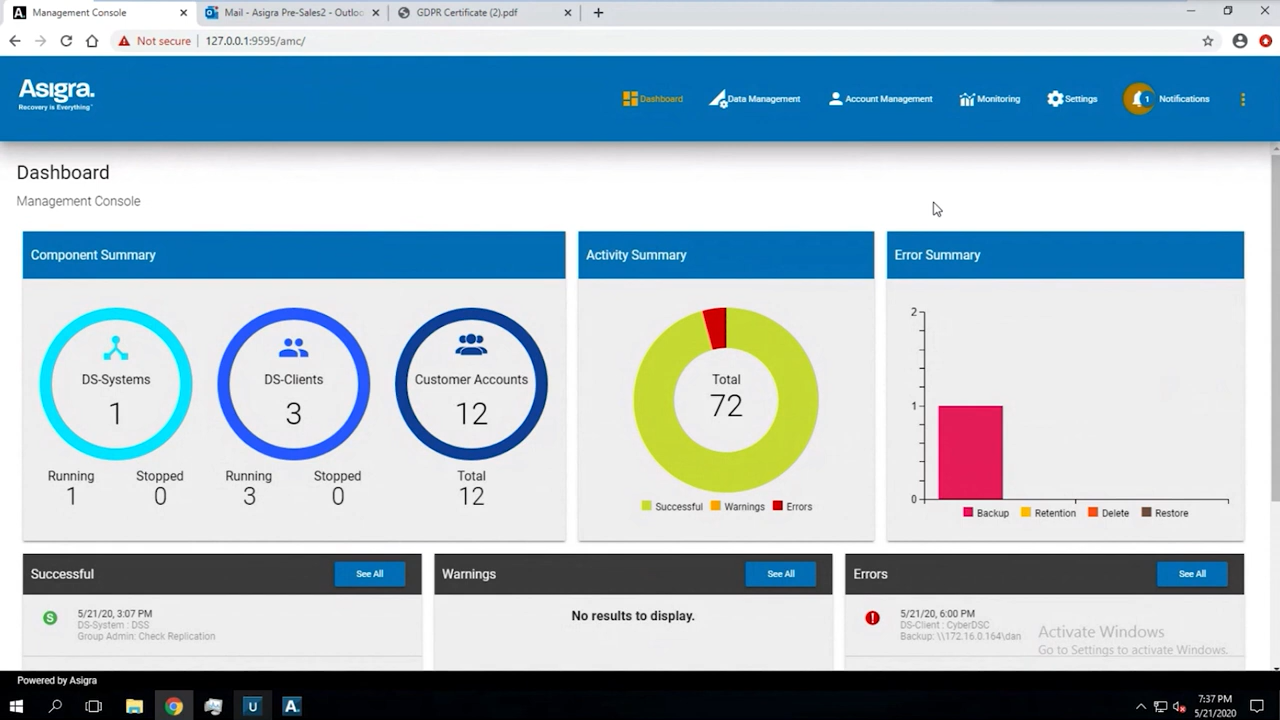 Management Console
Mail - Asigra Pre-Sales2 - Outlo
GDPR Certificate (2).pdf
Not secure
127.0.0.1:9595/amc/
Asigra.
Recovery is Everything™
Dashboard
Data Management
Account Management
Monitoring
Settings
1
Notifications
Dashboard
Management Console
Component Summary
Activity Summary
Error Summary
DS-Systems
1
DS-Clients
3
Customer Accounts
12
Running
1
Stopped
0
Running
3
Stopped
0
Total
12
Total
72
Successful
Warnings
Errors
2
1
0
Backup
Retention
Delete
Restore
Successful
See All
Warnings
See All
Errors
See All
S
5/21/20, 3:07 PM
DS-System : DSS
Group Admin: Check Replication
No results to display.
5/21/20, 6:00 PM
DS-Client : CyberDSC
Backup: \\172.16.0.164\dan
Activate Windows
Go to Settings to activate Windows.
Powered by Asigra
7:37 PM
5/21/2020